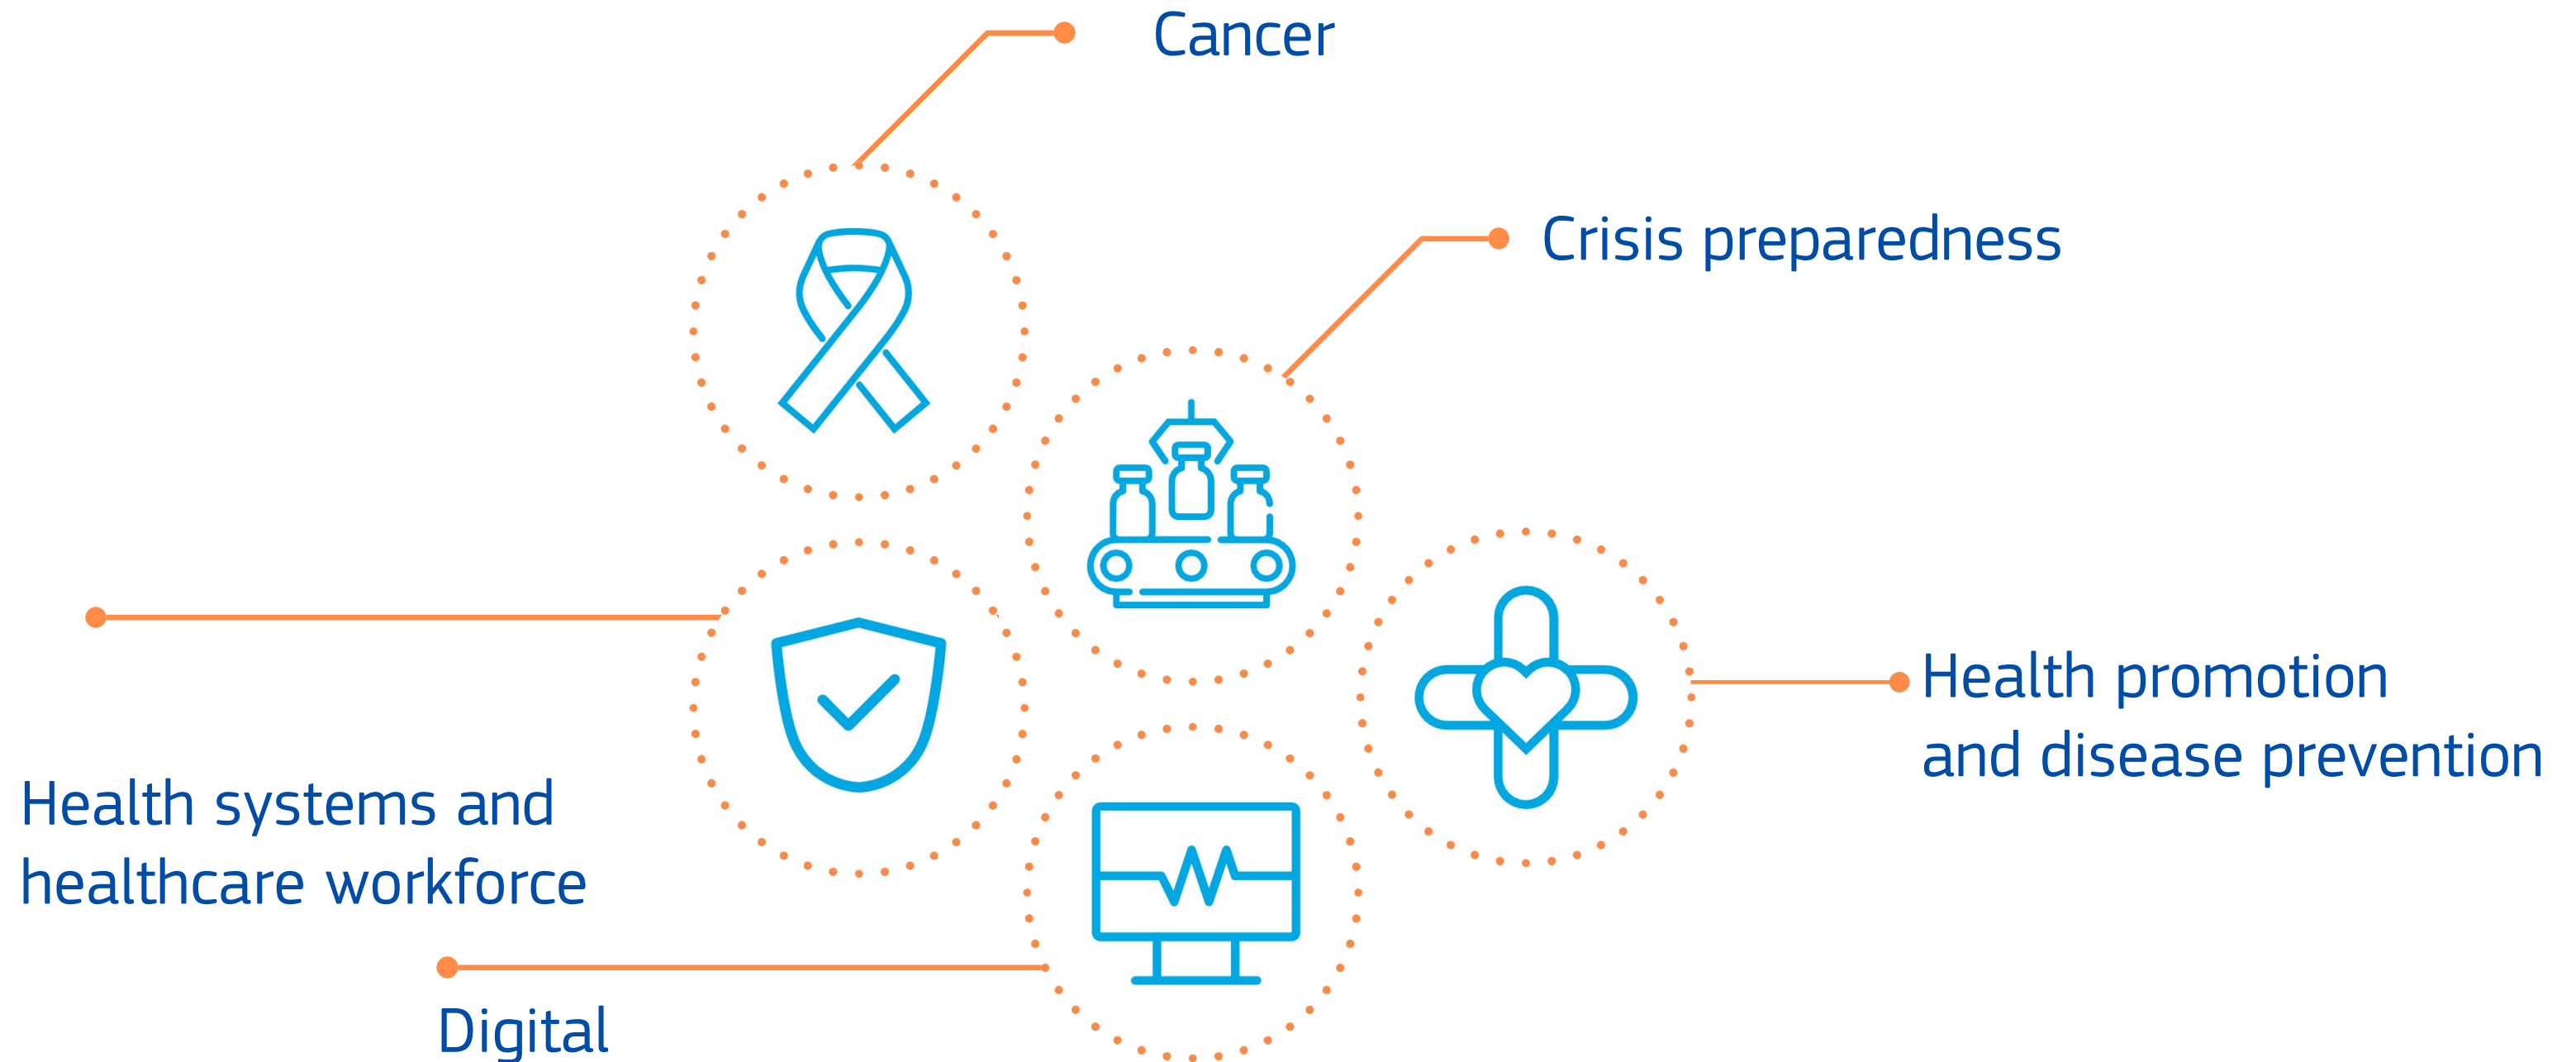 Cancer
Crisis preparedness
Health promotion
and disease prevention
Health systems and
healthcare workforce
Digital